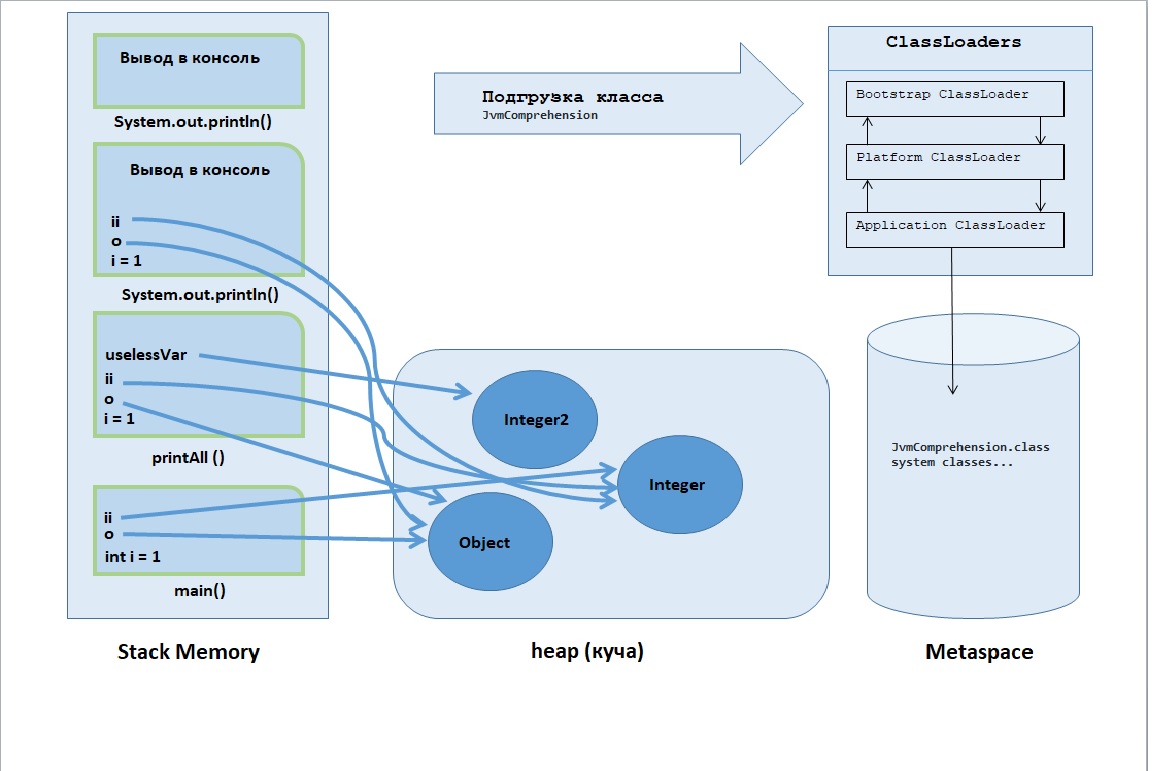 Вывод в консоль
System.out.println()
Вывод в консоль
ii
o
i = 1
System.out.println()
uselessVar
ii
o
i = 1
printAll ()
ii
o
int i = 1
main()
Stack Memory
Подгрузка класса
JvmComprehension
Integer2
Integer
Object
heap (куча)
ClassLoaders
Bootstrap ClassLoader
Platform ClassLoader
Application ClassLoader
JvmComprehension.class
system classes...
Metaspace